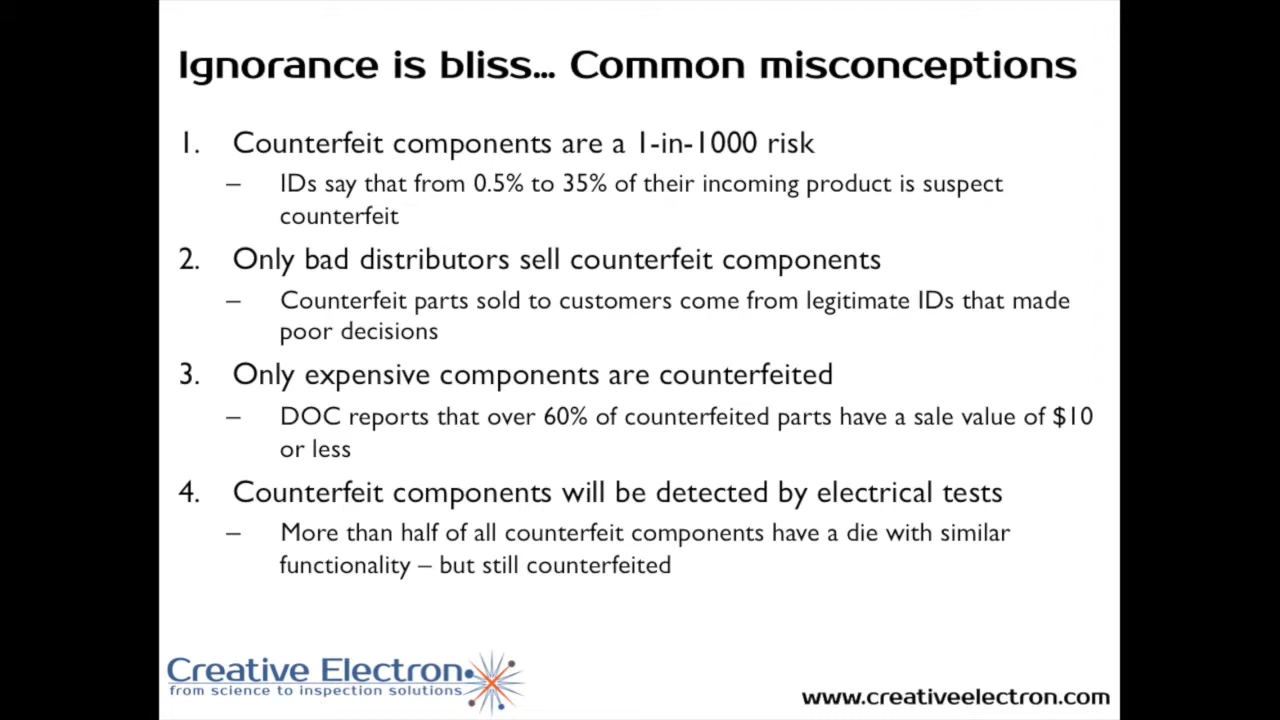 Ignorance is bliss... Common misconceptions
1. Counterfeit components are a 1-in-1000 risk
– IDs say that from 0.5% to 35% of their incoming product is suspect
counterfeit
2. Only bad distributors sell counterfeit components
– Counterfeit parts sold to customers come from legitimate IDs that made
poor decisions
3. Only expensive components are counterfeited
– DOC reports that over 60% of counterfeited parts have a sale value of $10
or less
4. Counterfeit components will be detected by electrical tests
– More than half of all counterfeit components have a die with similar
functionality – but still counterfeited
Creative Electron
from science to inspection solutions.
www.creativeelectron.com